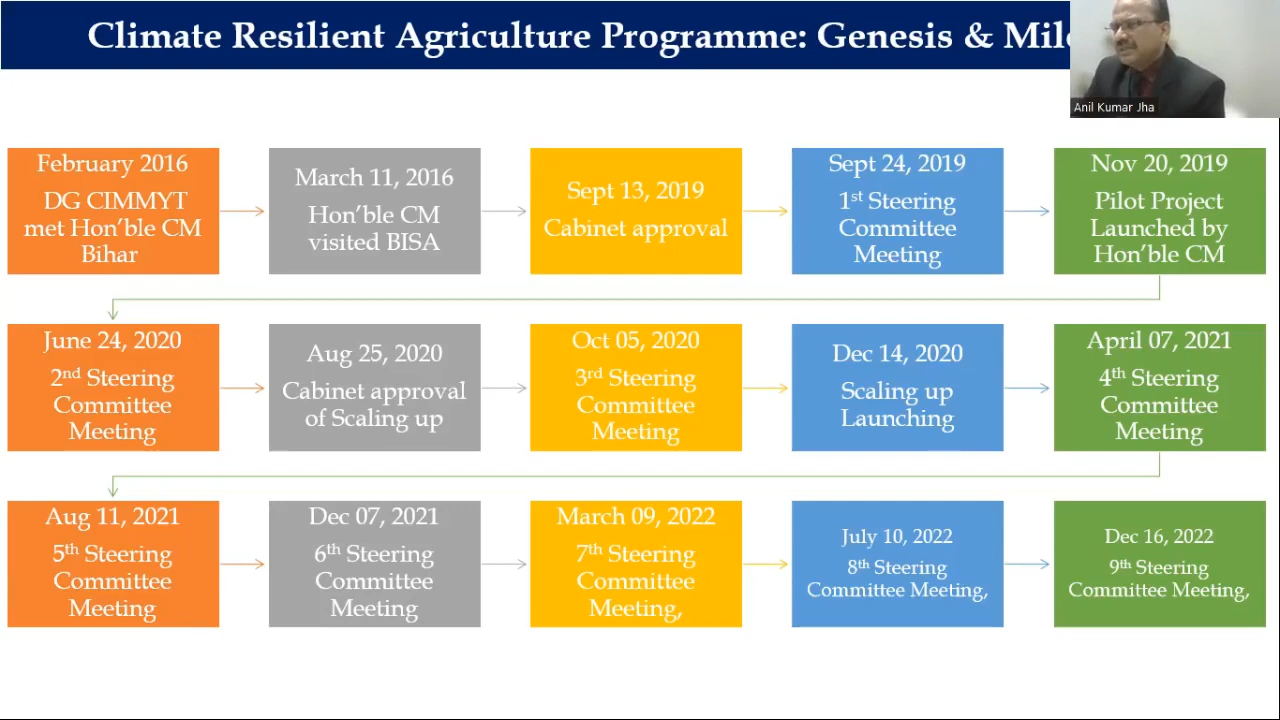 Climate Resilient Agriculture Programme: Genesis &
Anil Kumar Jha
February 2016
DG CIMMYT
met Hon’ble CM
Bihar
March 11, 2016
Hon’ble CM
visited BISA
Sept 13, 2019
Cabinet approval
Sept 24, 2019
1st Steering
Committee
Meeting
Nov 20, 2019
Pilot Project
Launched by
Hon’ble CM
June 24, 2020
2nd Steering
Committee
Meeting
Aug 25, 2020
Cabinet approval
of Scaling up
Oct 05, 2020
3rd Steering
Committee
Meeting
Dec 14, 2020
Scaling up
Launching
April 07, 2021
4th Steering
Committee
Meeting
Aug 11, 2021
5th Steering
Committee
Meeting
Dec 07, 2021
6th Steering
Committee
Meeting
March 09, 2022
7th Steering
Committee
Meeting,
July 10, 2022
8th Steering
Committee Meeting,
Dec 16, 2022
9th Steering
Committee Meeting,